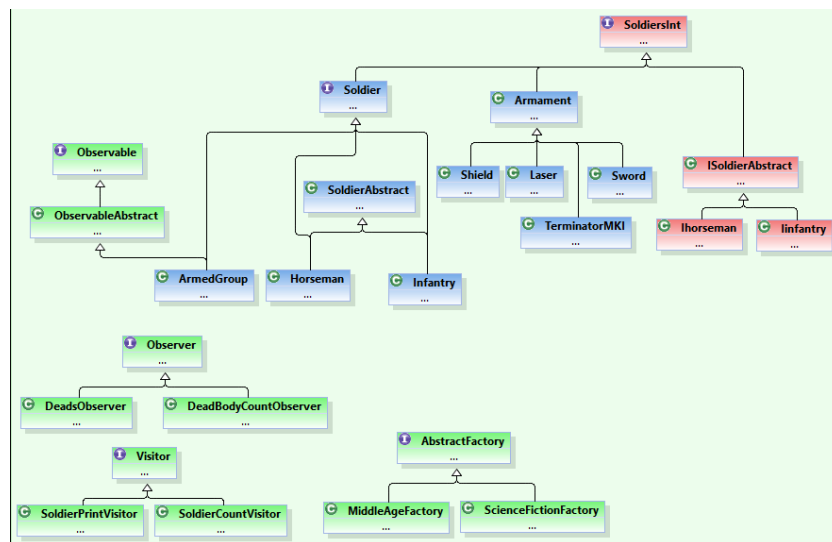 I SoldiersInt
...
I Soldier
...
C Armament
...
I Observable
...
C Shield
...
C Laser
...
C Sword
...
C ISoldierAbstract
...
C SoldierAbstract
...
C ObservableAbstract
...
C TerminatorMKI
...
C Ihorseman
...
C Iinfantry
...
C ArmedGroup
...
C Horseman
...
C Infantry
...
I Observer
...
C DeadsObserver
...
C DeadBodyCountObserver
...
I AbstractFactory
...
I Visitor
...
C SoldierPrintVisitor
...
C SoldierCountVisitor
...
C MiddleAgeFactory
...
C ScienceFictionFactory
...